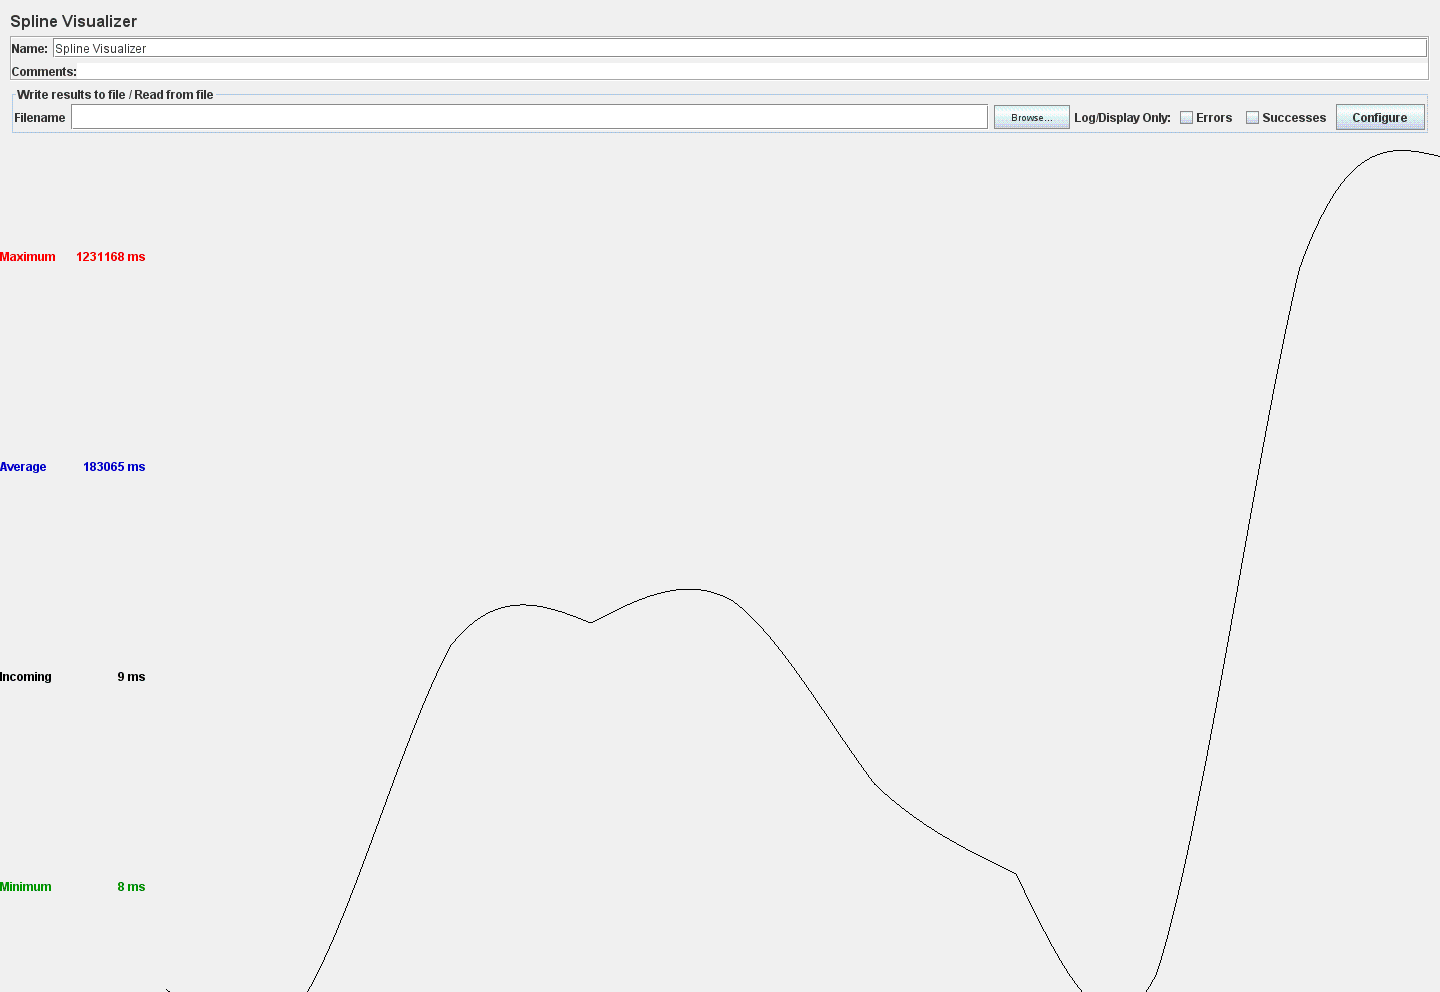 Spline Visualizer
Name: Spline Visualizer
Comments:
Write results to file / Read from file
Filename Browse... Log/Display Only: Errors Successes Configure
Maximum 1231168 ms
Average 183065 ms
Incoming 9 ms
Minimum 8 ms